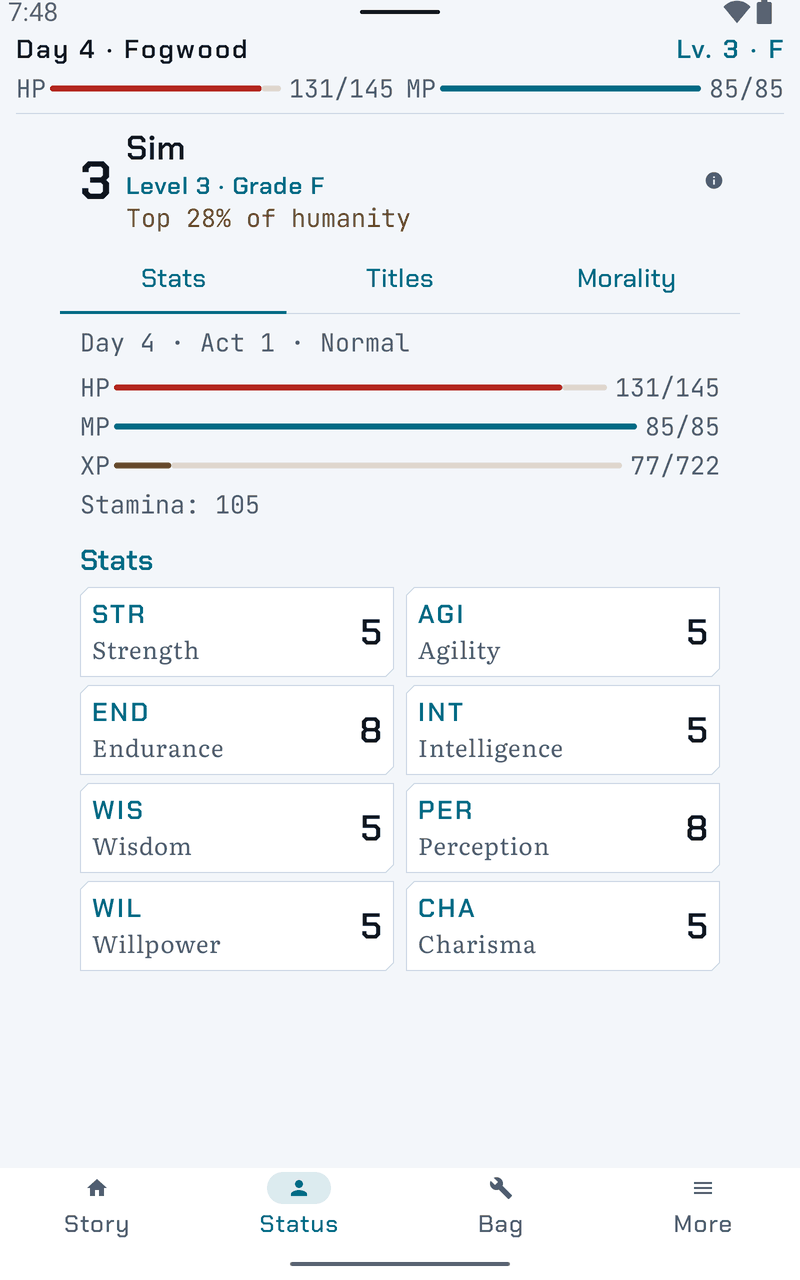 7:48
Day 4 · Fogwood
Lv. 3 · F
HP 131/145 MP 85/85
3
Sim
Level 3 · Grade F
Top 28% of humanity
Stats Titles Morality
Day 4 · Act 1 · Normal
HP 131/145
MP 85/85
XP 77/722
Stamina: 105
Stats
STR
Strength
5
AGI
Agility
5
END
Endurance
8
INT
Intelligence
5
WIS
Wisdom
5
PER
Perception
8
WIL
Willpower
5
CHA
Charisma
5
Story Status Bag More